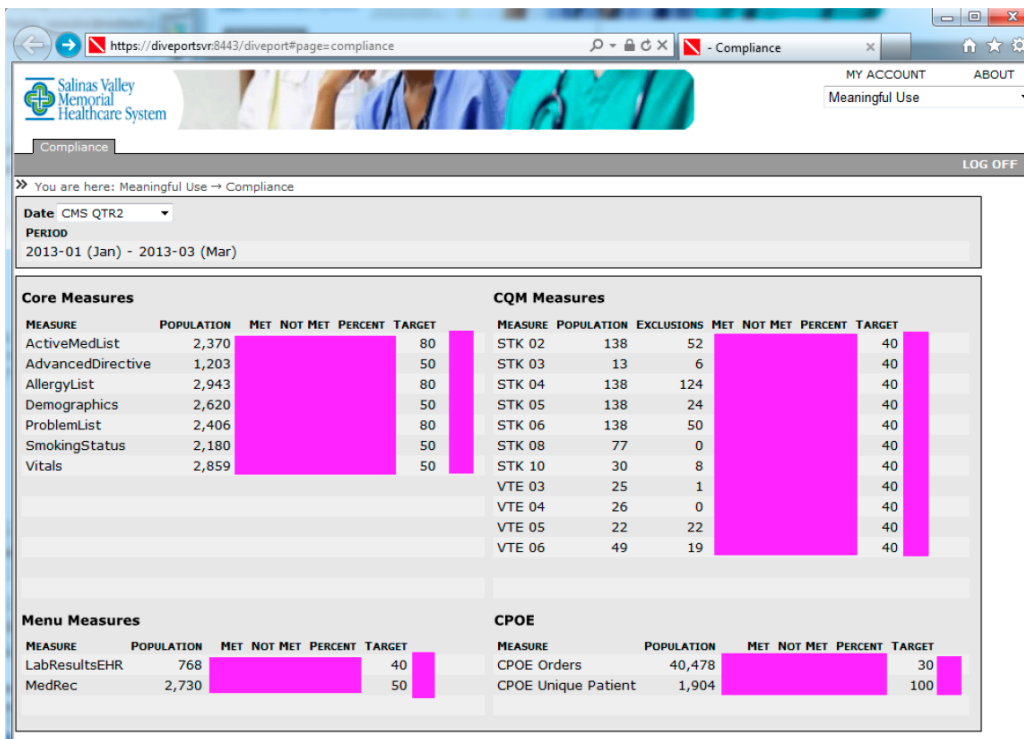 https://diveportsvr:8443/diveport#page=compliance
- Compliance
Salinas Valley
Memorial
Healthcare System
MY ACCOUNT ABOUT
Meaningful Use
Compliance
LOG OFF
» You are here: Meaningful Use → Compliance
Date CMS QTR2
PERIOD
2013-01 (Jan) - 2013-03 (Mar)
Core Measures
MEASURE POPULATION MET NOT MET PERCENT TARGET
ActiveMedList 2,370 80
AdvancedDirective 1,203 50
AllergyList 2,943 80
Demographics 2,620 50
ProblemList 2,406 80
SmokingStatus 2,180 50
Vitals 2,859 50
CQM Measures
MEASURE POPULATION EXCLUSIONS MET NOT MET PERCENT TARGET
STK 02 138 52 40
STK 03 13 6 40
STK 04 138 124 40
STK 05 138 24 40
STK 06 138 50 40
STK 08 77 0 40
STK 10 30 8 40
VTE 03 25 1 40
VTE 04 26 0 40
VTE 05 22 22 40
VTE 06 49 19 40
Menu Measures
MEASURE POPULATION MET NOT MET PERCENT TARGET
LabResultsEHR 768 40
MedRec 2,730 50
CPOE
MEASURE POPULATION MET NOT MET PERCENT TARGET
CPOE Orders 40,478 30
CPOE Unique Patient 1,904 100